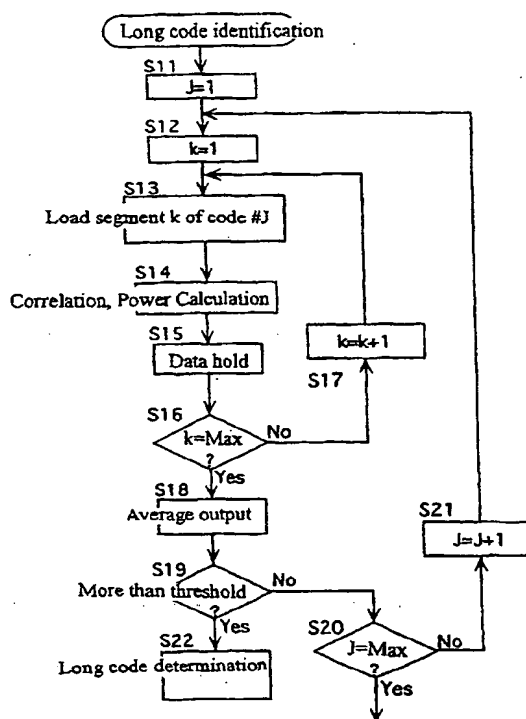 Long code identification
S11
J=1
S12
k=1
S13
Load segment k of code #J
S14
Correlation, Power Calculation
S15
Data hold
k=k+1
S17
S16
k=Max
?
No
Yes
S18
Average output
S21
J=J+1
S19
More than threshold
?
No
Yes
S20
J=Max
?
No
Yes
S22
Long code determination